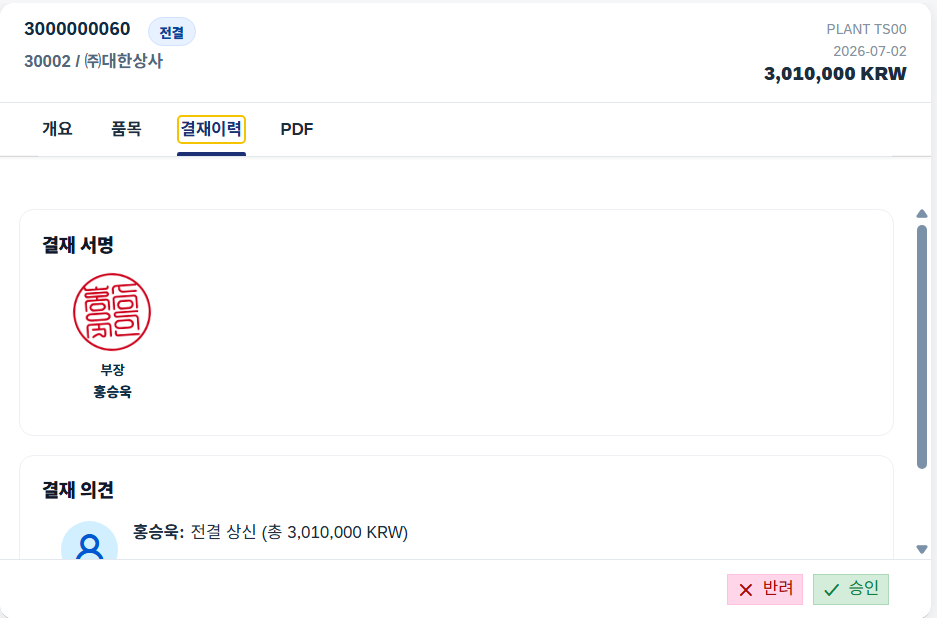 3000000060 전결
30002 / ㈜대한상사
PLANT TS00
2026-07-02
3,010,000 KRW
개요 품목 결재이력 PDF
결재 서명
부장
홍승욱
결재 의견
홍승욱: 전결 상신 (총 3,010,000 KRW)
반려 승인